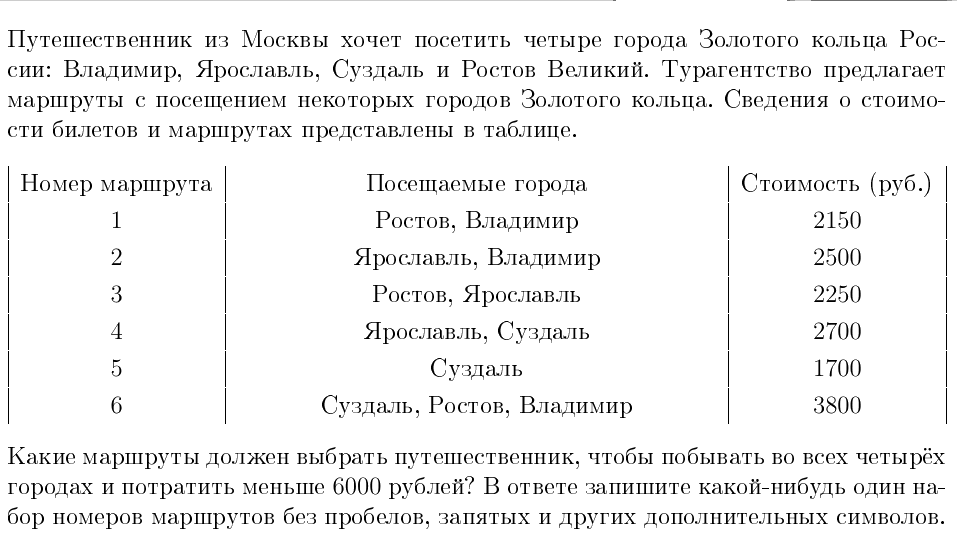 Путешественник из Москвы хочет посетить четыре города Золотого кольца Рос-
сии: Владимир, Ярославль, Суздаль и Ростов Великий. Турагентство предлагает
маршруты с посещением некоторых городов Золотого кольца. Сведения о стоимо-
сти билетов и маршрутах представлены в таблице.
Номер маршрута Посещаемые города Стоимость (руб.)
1 Ростов, Владимир 2150
2 Ярославль, Владимир 2500
3 Ростов, Ярославль 2250
4 Ярославль, Суздаль 2700
5 Суздаль 1700
6 Суздаль, Ростов, Владимир 3800
Какие маршруты должен выбрать путешественник, чтобы побывать во всех четырёх
городах и потратить меньше 6000 рублей? В ответе запишите какой-нибудь один на-
бор номеров маршрутов без пробелов, запятых и других дополнительных символов.